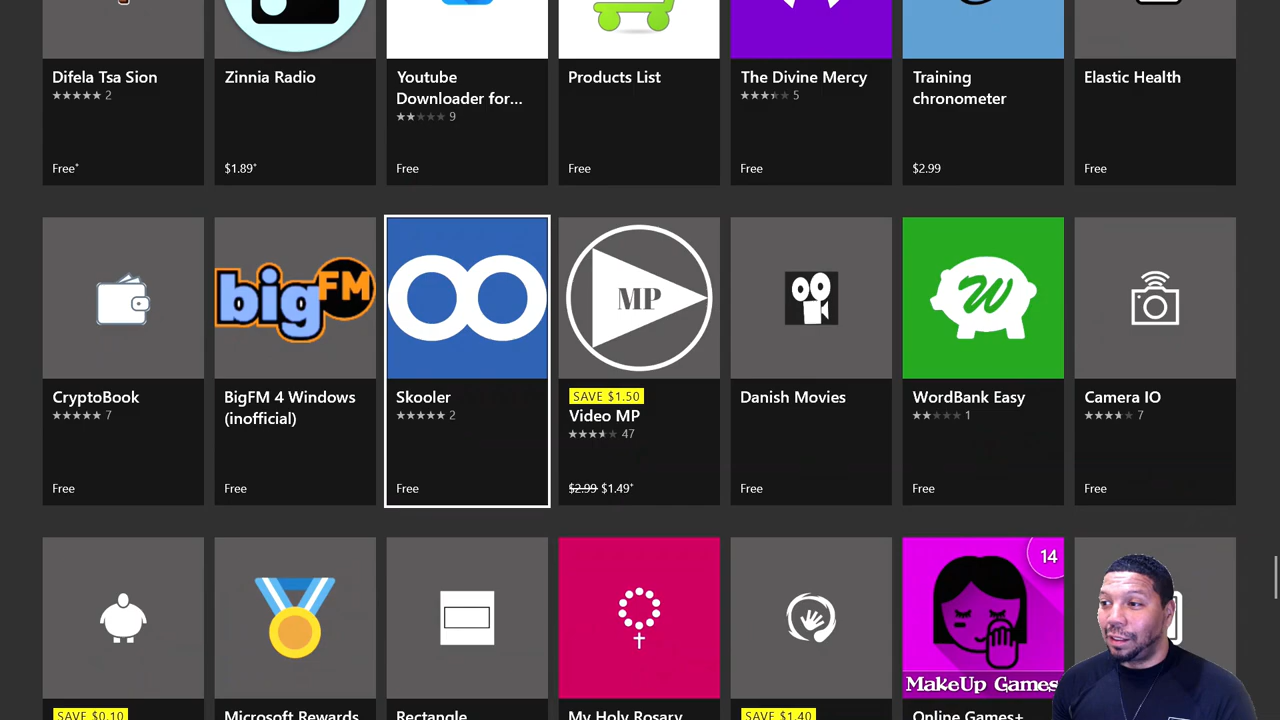 Difela Tsa Sion
2
Free*
Zinnia Radio
$1.89*
Youtube
Downloader for...
9
Free
Products List
Free
The Divine Mercy
5
Free
Training
chronometer
$2.99
Elastic Health
Free
CryptoBook
7
Free
bigFM
BigFM 4 Windows
(inofficial)
Free
Skooler
2
Free
MP
SAVE $1.50
Video MP
47
$2.99 $1.49*
Danish Movies
Free
W
WordBank Easy
1
Free
Camera IO
7
Free
SAVE $0.10
Microsoft Rewards
Rectangle
My Holy Rosary
SAVE $1.40
14
MakeUp Games
Online Games+